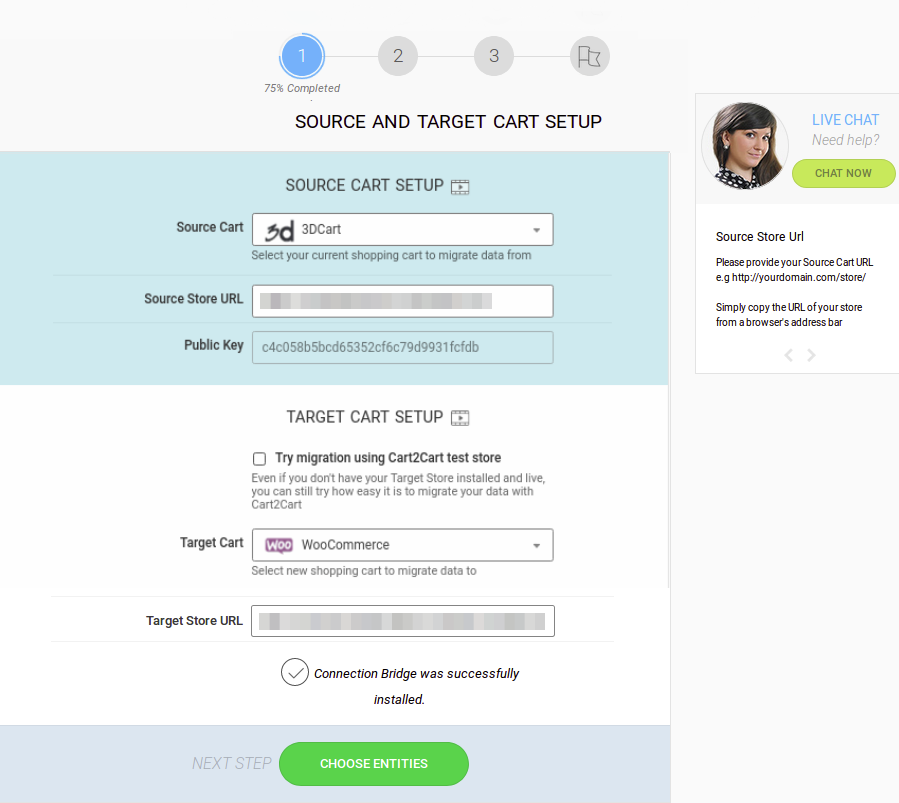 1
2
3
75% Completed
SOURCE AND TARGET CART SETUP
LIVE CHAT
Need help?
CHAT NOW
SOURCE CART SETUP
Source Cart
3d 3DCart
Select your current shopping cart to migrate data from
Source Store URL
Public Key
c4c058b5bcd65352cf6c79d9931fcfdb
Source Store Url
Please provide your Source Cart URL
e.g http://yourdomain.com/store/
Simply copy the URL of your store
from a browser's address bar
TARGET CART SETUP
Try migration using Cart2Cart test store
Even if you don't have your Target Store installed and live,
you can still try how easy it is to migrate your data with
Cart2Cart
Target Cart
WOO WooCommerce
Select new shopping cart to migrate data to
Target Store URL
Connection Bridge was successfully
installed.
NEXT STEP
CHOOSE ENTITIES